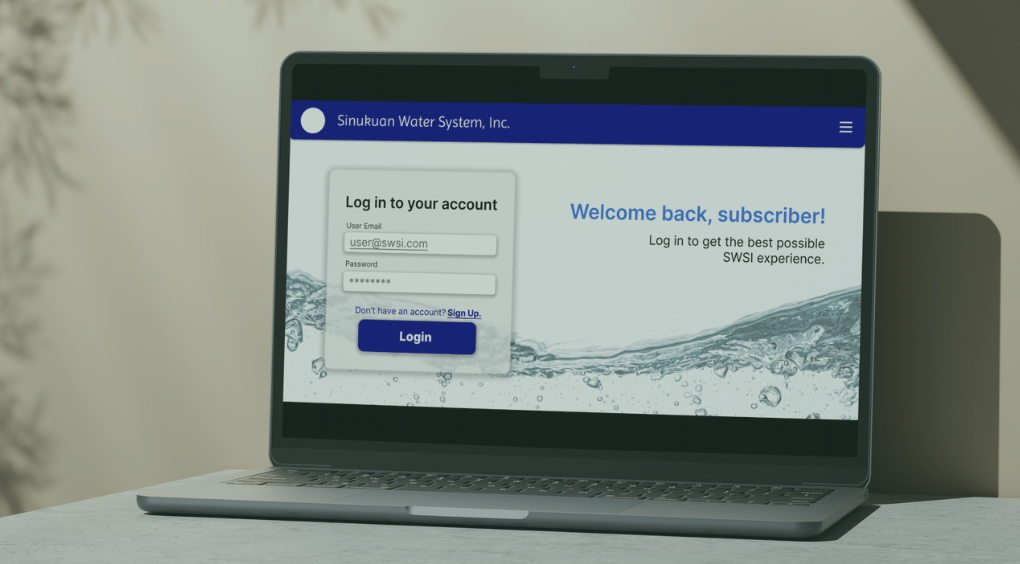 Sinukuan Water System, Inc.
Log in to your account
User Email
user@swsi.com
Password
********
Don't have an account? Sign Up.
Login
Welcome back, subscriber!
Log in to get the best possible
SWSI experience.